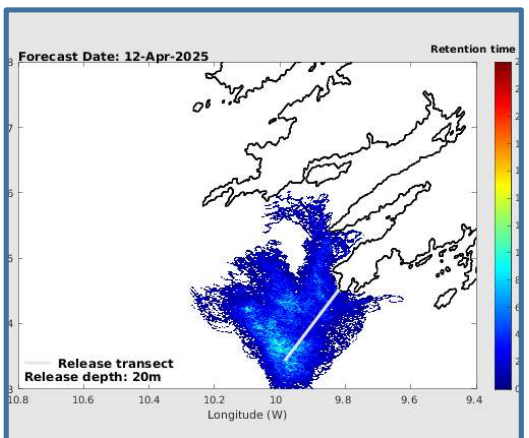 Forecast Date: 12-Apr-2025
Retention time
Release transect
Release depth: 20m
10.8 10.6 10.4 10.2 10 9.8 9.6 9.4
Longitude (W)